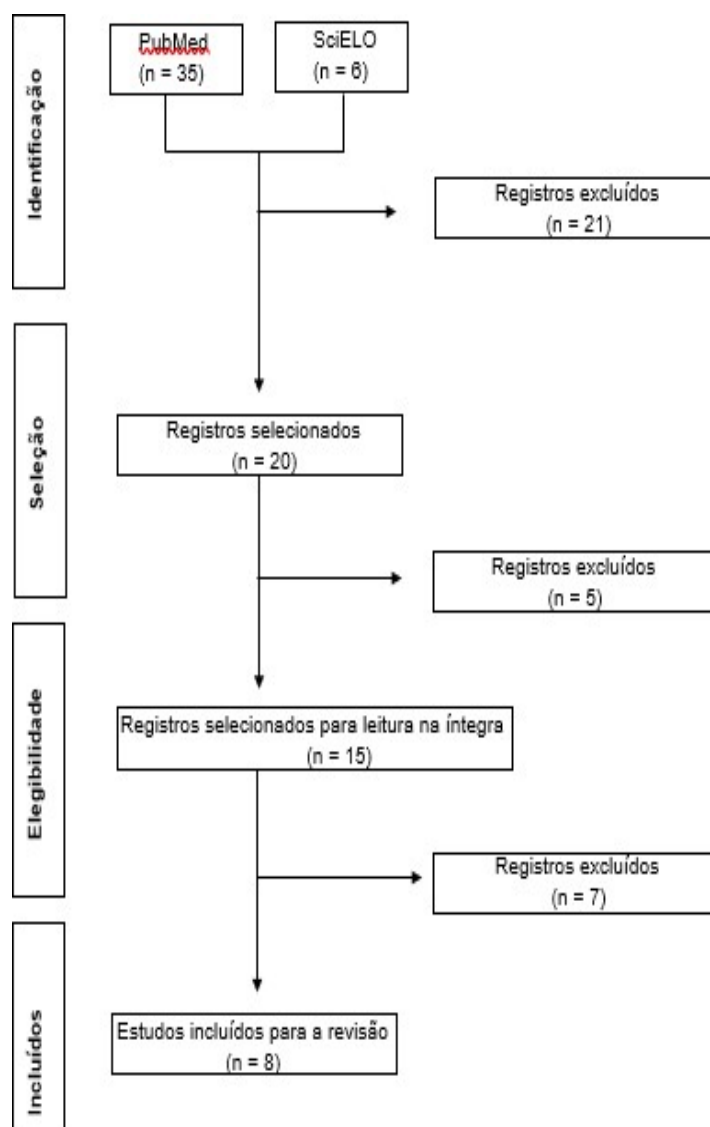 Identificação
PubMed
(n = 35)
SciELO
(n = 6)
Registros excluídos
(n = 21)
Seleção
Registros selecionados
(n = 20)
Registros excluídos
(n = 5)
Elegibilidade
Registros selecionados para leitura na íntegra
(n = 15)
Registros excluídos
(n = 7)
Incluídos
Estudos incluídos para a revisão
(n = 8)